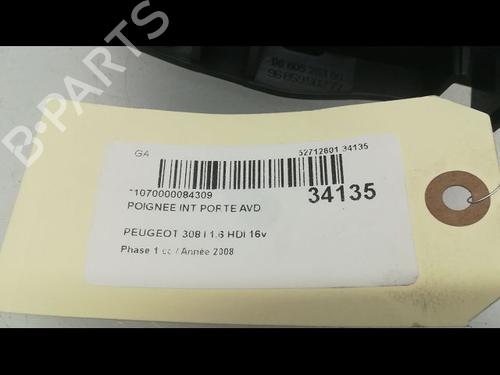 GA
52712601 34135
*1070000084309
34135
POIGNEE INT PORTE AVD
PEUGEOT 308 I 1.6 HDI 16v
Phase 1 cc / Année 2008
B-PARTS